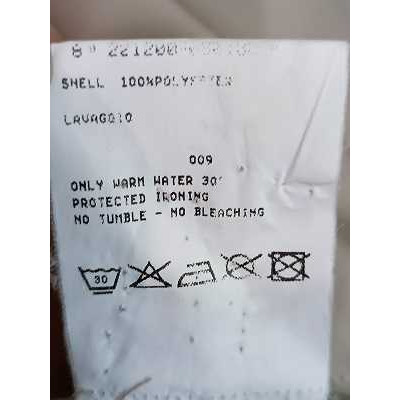 SHELL 100%POLYESTER
LAVAGGIO
009
ONLY WARM WATER 30°
PROTECTED IRONING
NO TUMBLE - NO BLEACHING
30